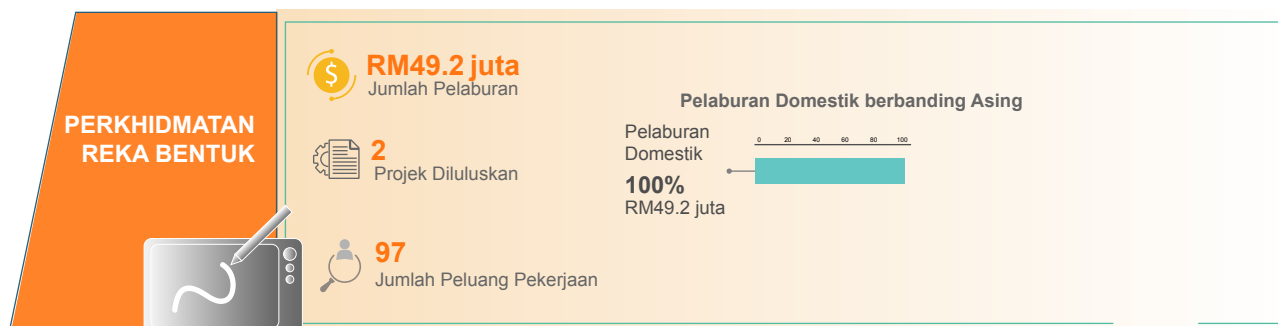 PERKHIDMATAN
REKA BENTUK
$
RM49.2 juta
Jumlah Pelaburan
2
Projek Diluluskan
97
Jumlah Peluang Pekerjaan
Pelaburan Domestik berbanding Asing
Pelaburan
Domestik
100%
RM49.2 juta
0 20 40 60 80 100